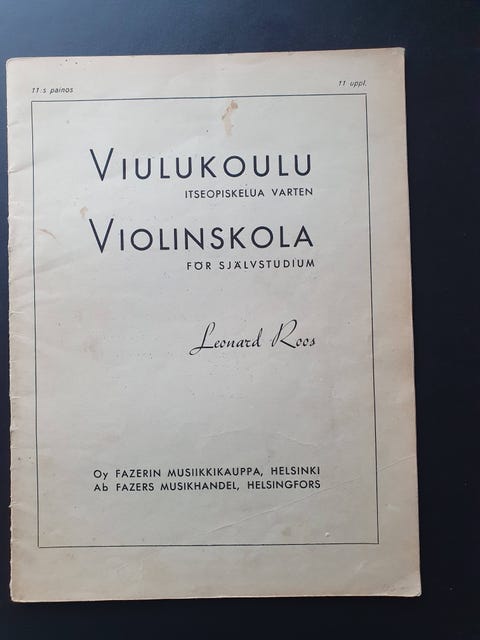 11:s painos
11 uppl.
VIULUKOULU
ITSEOPISKELUA VARTEN
VIOLINSKOLA
FÖR SJÄLVSTUDIUM
Leonard Roos
Oy FAZERIN MUSIIKKIKAUPPA, HELSINKI
Ab FAZERS MUSIKHANDEL, HELSINGFORS